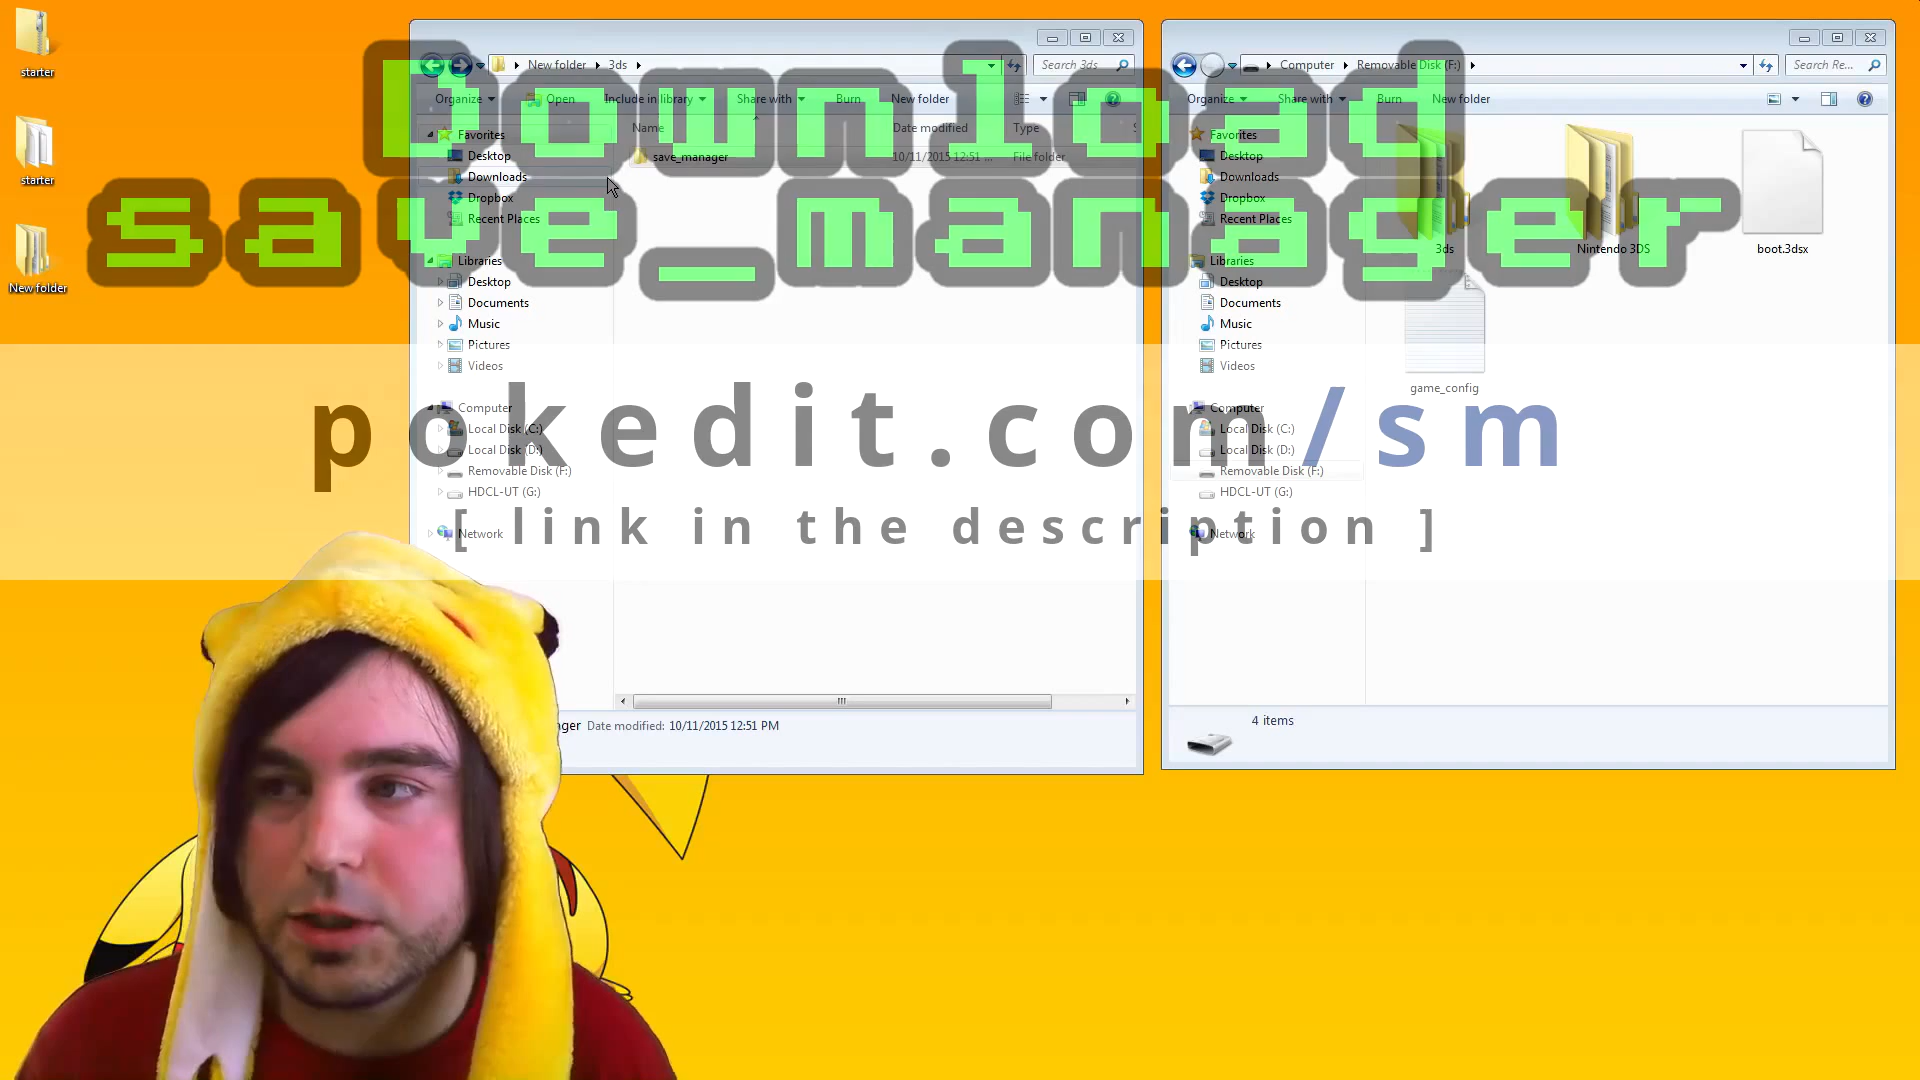 Download
save_manager
pokedit.com/sm
[ link in the description ]
starter
starter
New folder
New folder
3ds
Search 3ds
Organize
Open
Include in library
Share with
Burn
New folder
Favorites
Desktop
Downloads
Dropbox
Recent Places
Libraries
Desktop
Documents
Music
Pictures
Videos
Computer
Local Disk (C:)
Local Disk (D:)
Removable Disk (F:)
HDCL-UT (G:)
Network
Name
Date modified
Type
save_manager
10/11/2015 12:51 ...
File folder
Date modified: 10/11/2015 12:51 PM
Computer
Removable Disk (F:)
Search Re...
Organize
Share with
Burn
New folder
Favorites
Desktop
Downloads
Dropbox
Recent Places
Libraries
Desktop
Documents
Music
Pictures
Videos
Computer
Local Disk (C:)
Local Disk (D:)
Removable Disk (F:)
HDCL-UT (G:)
Network
3ds
Nintendo 3DS
boot.3dsx
game_config
4 items